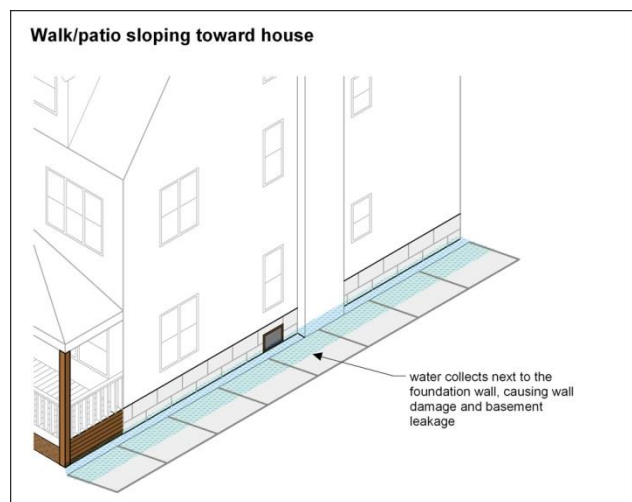 Walk/patio sloping toward house
water collects next to the
foundation wall, causing wall
damage and basement
leakage